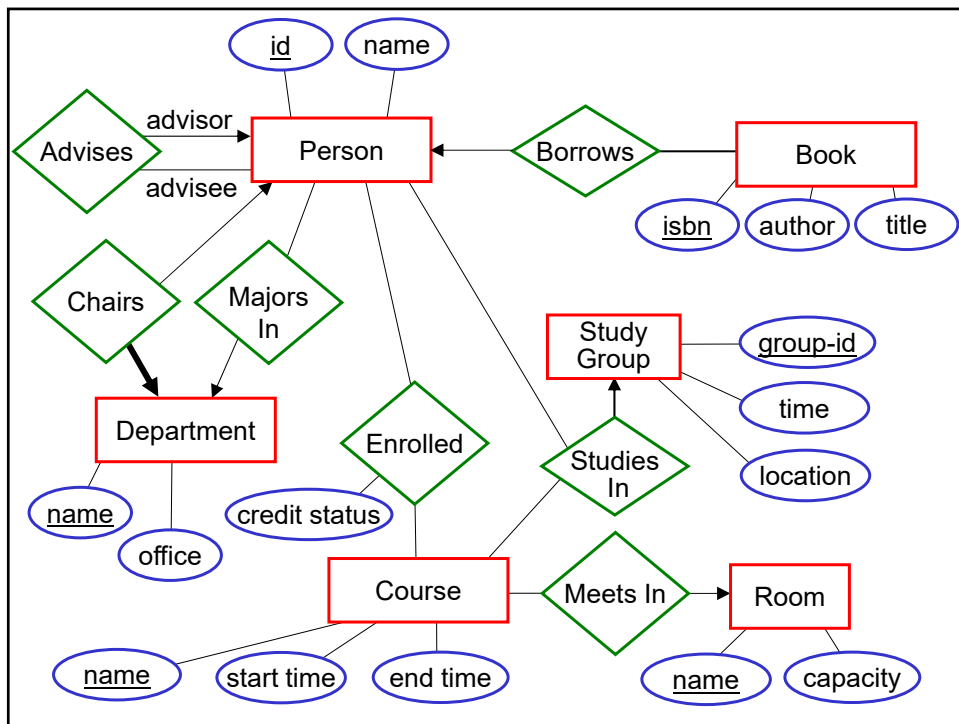 id
name
advisor
Advises
Person
Borrows
Book
advisee
isbn
author
title
Chairs
Majors
In
Study
Group
group-id
time
Department
Enrolled
Studies
In
location
name
credit status
office
Course
Meets In
Room
name
start time
end time
name
capacity